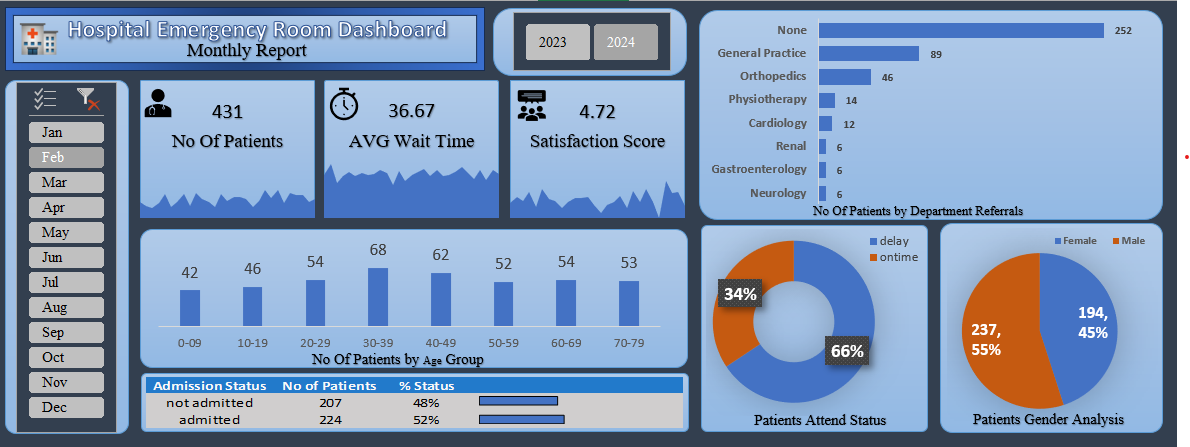 Hospital Emergency Room Dashboard
Monthly Report
2023
2024
Jan
Feb
Mar
Apr
May
Jun
Jul
Aug
Sep
Oct
Nov
Dec
431
No Of Patients
36.67
AVG Wait Time
4.72
Satisfaction Score
None 252
General Practice 89
Orthopedics 46
Physiotherapy 14
Cardiology 12
Renal 6
Gastroenterology 6
Neurology 6
No Of Patients by Department Referrals
42 46 54 68 62 52 54 53
0-09 10-19 20-29 30-39 40-49 50-59 60-69 70-79
No Of Patients by Age Group
Admission Status No of Patients % Status
not admitted 207 48%
admitted 224 52%
delay
ontime
34%
66%
Patients Attend Status
Female Male
194,
45%
237,
55%
Patients Gender Analysis